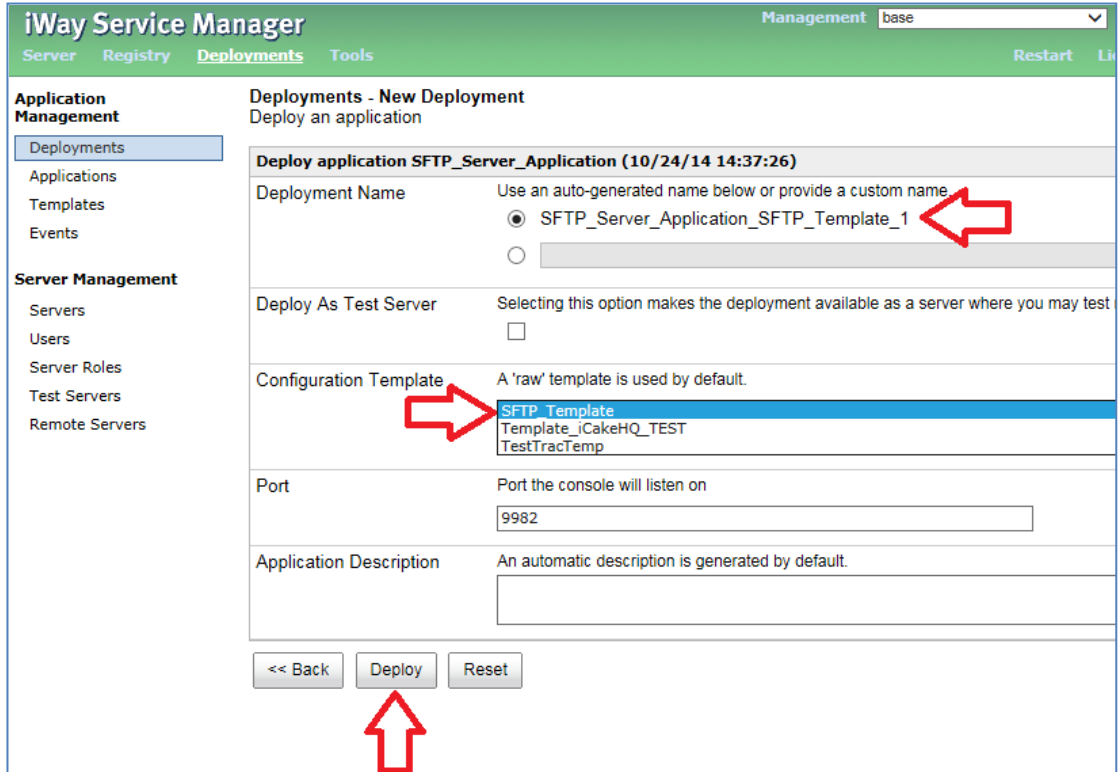 iWay Service Manager
Management base
Server Registry Deployments Tools Restart
Application
Management
Deployments
Applications
Templates
Events
Server Management
Servers
Users
Server Roles
Test Servers
Remote Servers
Deployments - New Deployment
Deploy an application
Deploy application SFTP_Server_Application (10/24/14 14:37:26)
Deployment Name
Use an auto-generated name below or provide a custom name.
SFTP_Server_Application_SFTP_Template_1
Deploy As Test Server
Selecting this option makes the deployment available as a server where you may test
Configuration Template
A 'raw' template is used by default.
SFTP_Template
Template_iCakeHQ_TEST
TestTracTemp
Port
Port the console will listen on
9982
Application Description
An automatic description is generated by default.
<< Back Deploy Reset